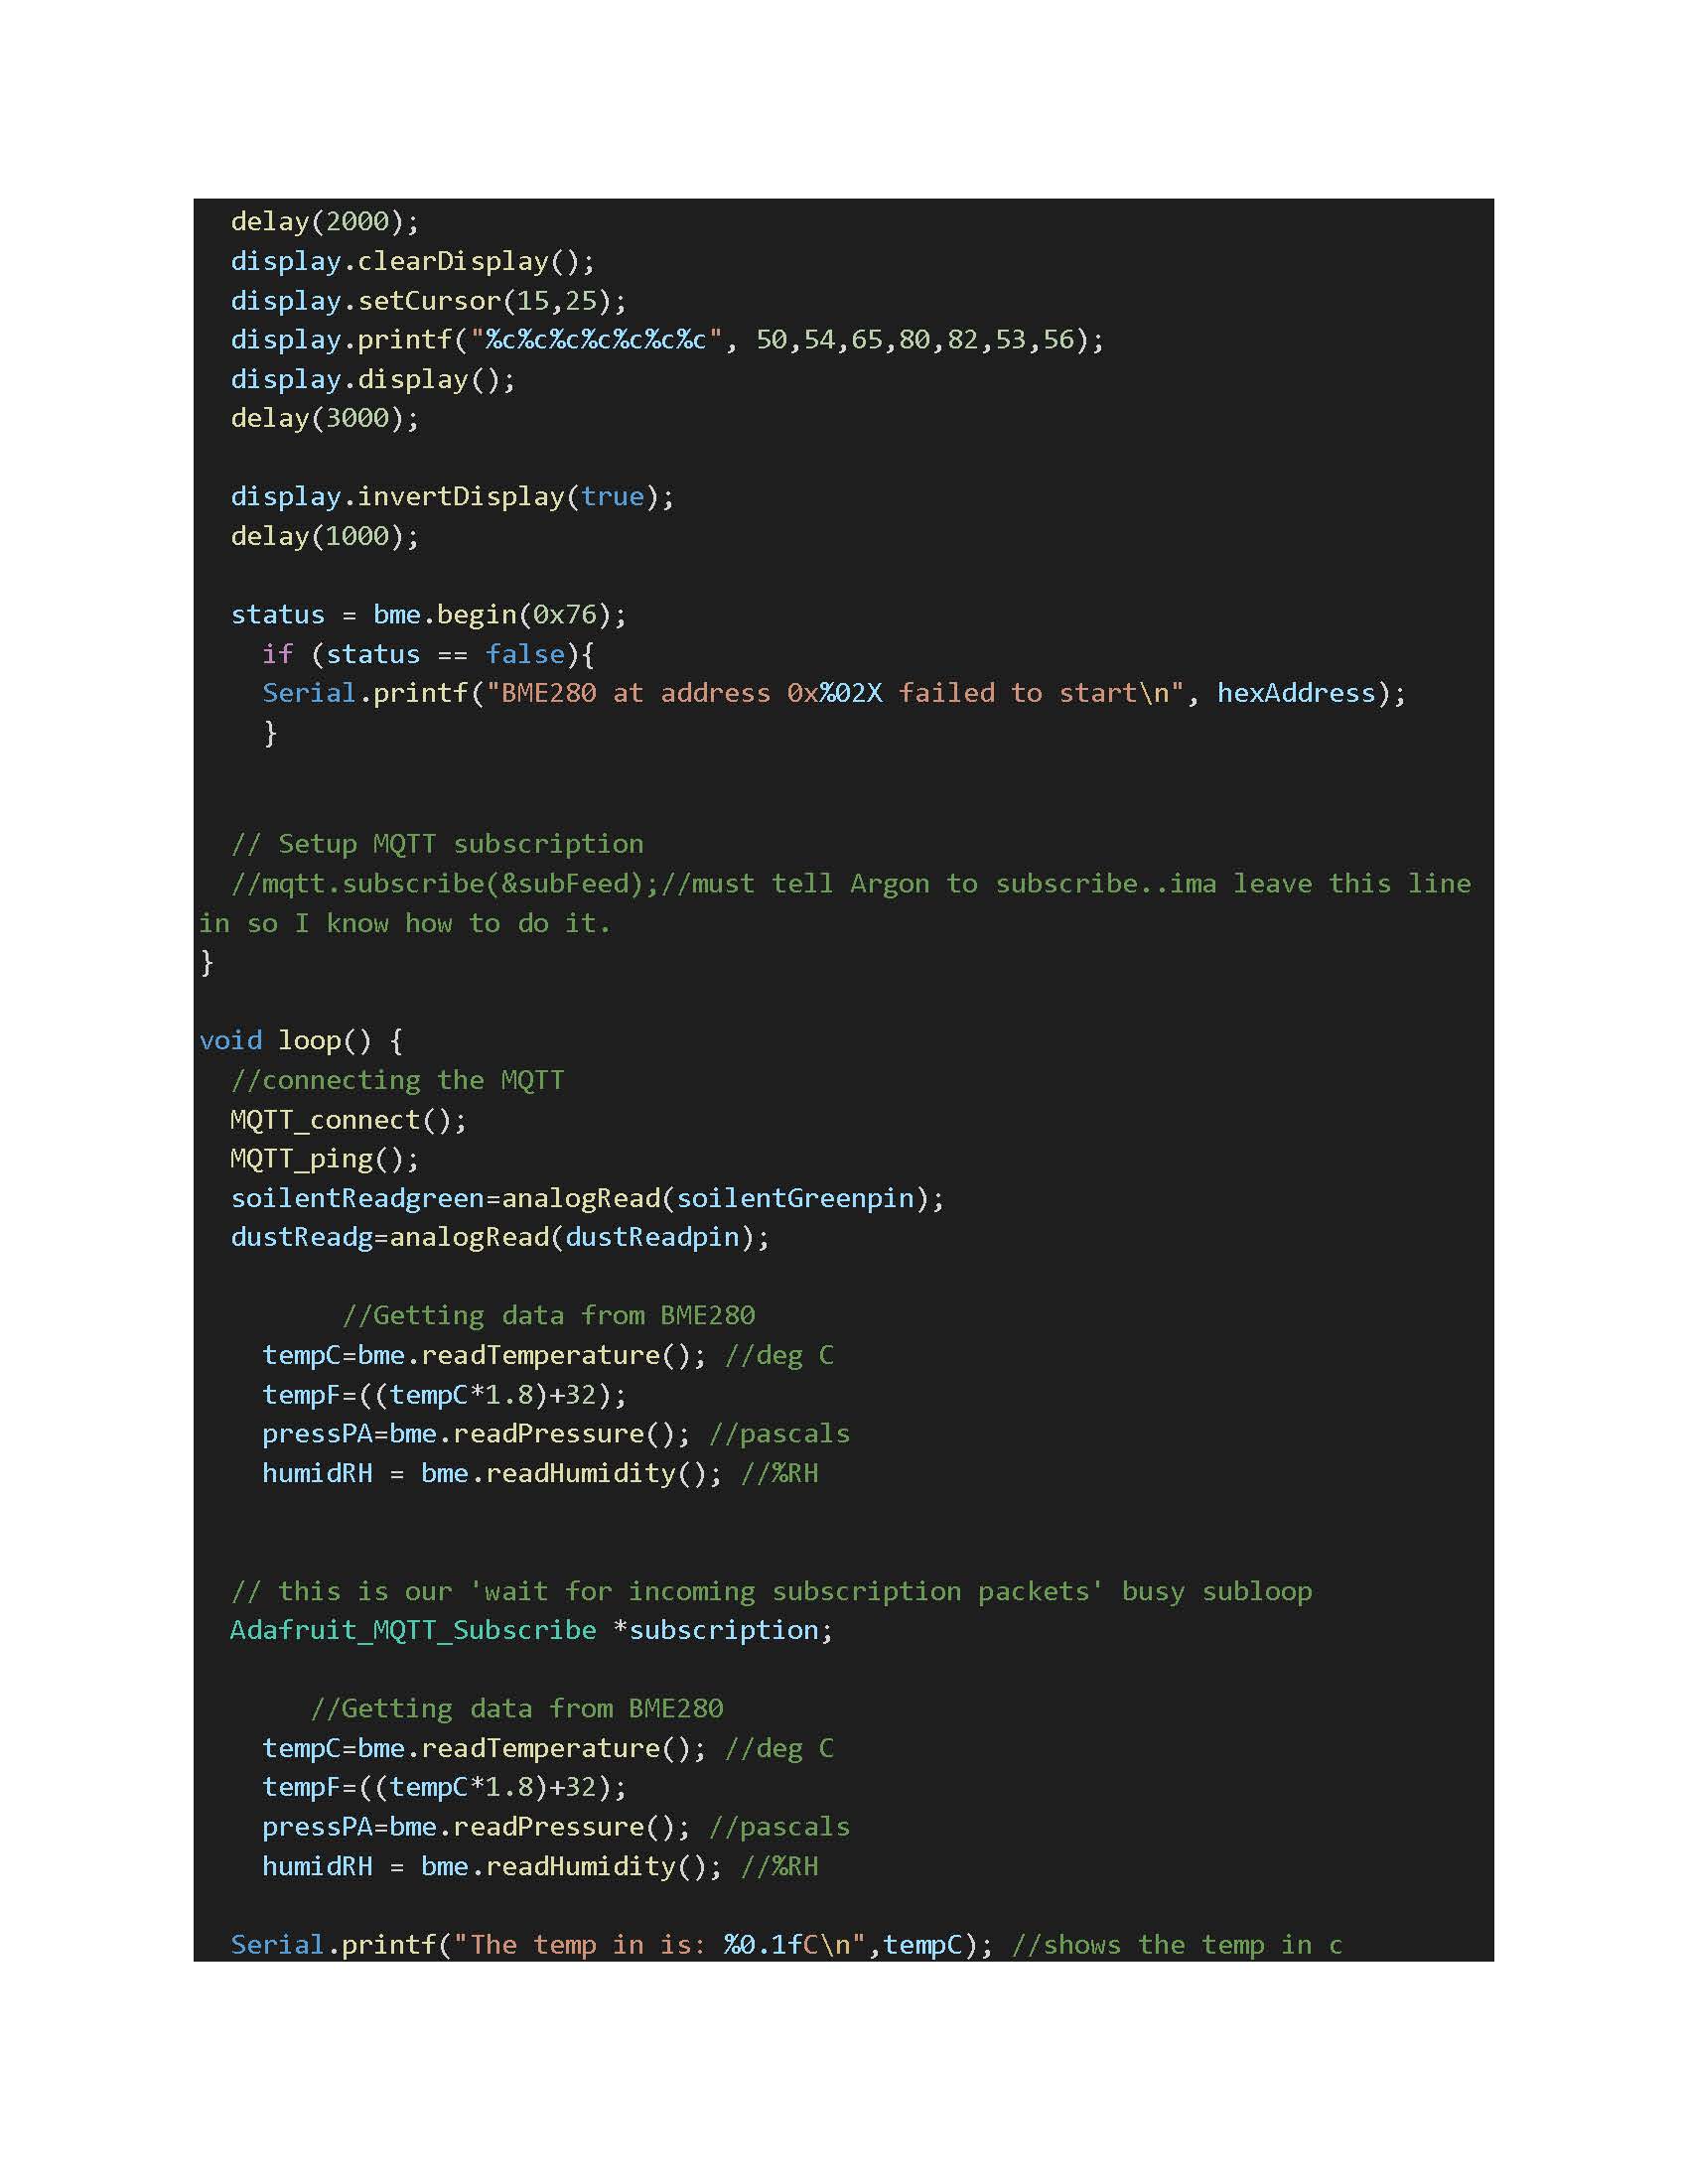 delay(2000);
display.clearDisplay();
display.setCursor(15,25);
display.printf("%c%c%c%c%c%c%c", 50,54,65,80,82,53,56);
display.display();
delay(3000);
display.invertDisplay(true);
delay(1000);
status = bme.begin(0x76);
if (status == false){
Serial.printf("BME280 at address 0x%02X failed to start\n", hexAddress);
}
// Setup MQTT subscription
//mqtt.subscribe(&subFeed);//must tell Argon to subscribe..ima leave this line
in so I know how to do it.
}
void loop() {
//connecting the MQTT
MQTT_connect();
MQTT_ping();
soilentReadgreen=analogRead(soilentGreenpin);
dustReadg=analogRead(dustReadpin);
//Getting data from BME280
tempC=bme.readTemperature(); //deg C
tempF=((tempC*1.8)+32);
pressPA=bme.readPressure(); //pascals
humidRH = bme.readHumidity(); //%RH
// this is our 'wait for incoming subscription packets' busy subloop
Adafruit_MQTT_Subscribe *subscription;
//Getting data from BME280
tempC=bme.readTemperature(); //deg C
tempF=((tempC*1.8)+32);
pressPA=bme.readPressure(); //pascals
humidRH = bme.readHumidity(); //%RH
Serial.printf("The temp in is: %0.1fC\n",tempC); //shows the temp in c